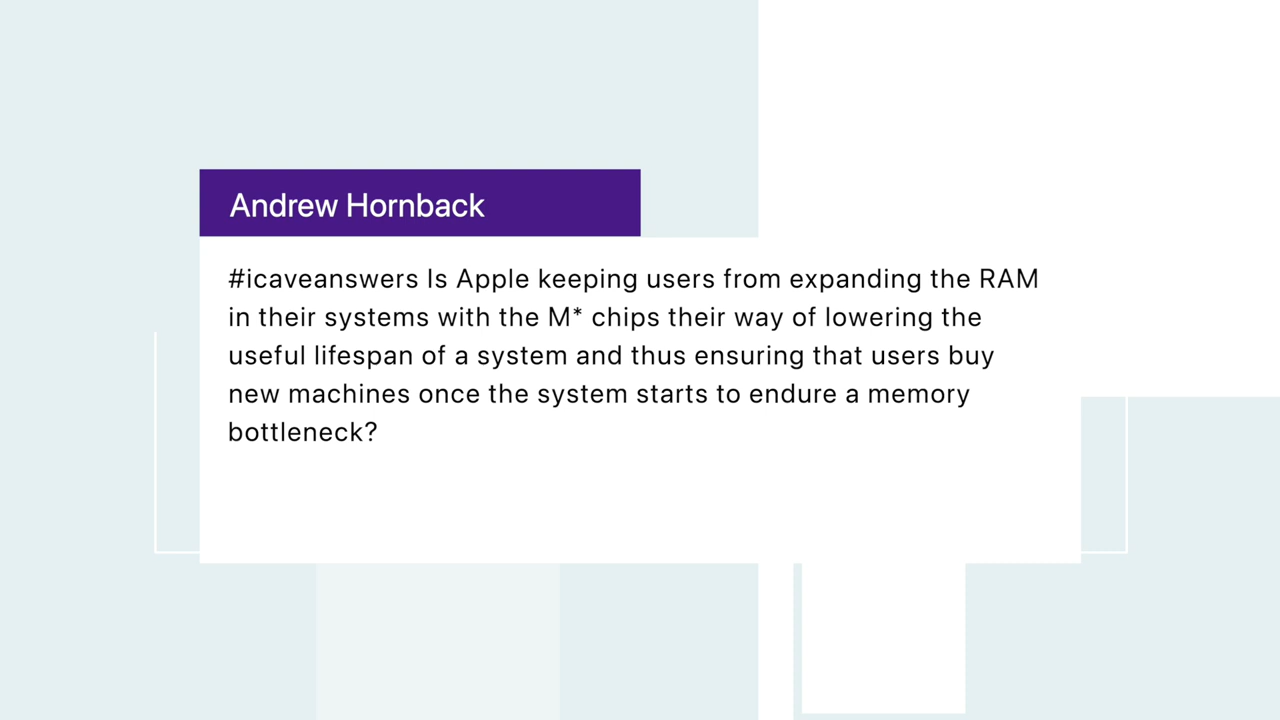 Andrew Hornback
#icaveanswers Is Apple keeping users from expanding the RAM
in their systems with the M* chips their way of lowering the
useful lifespan of a system and thus ensuring that users buy
new machines once the system starts to endure a memory
bottleneck?